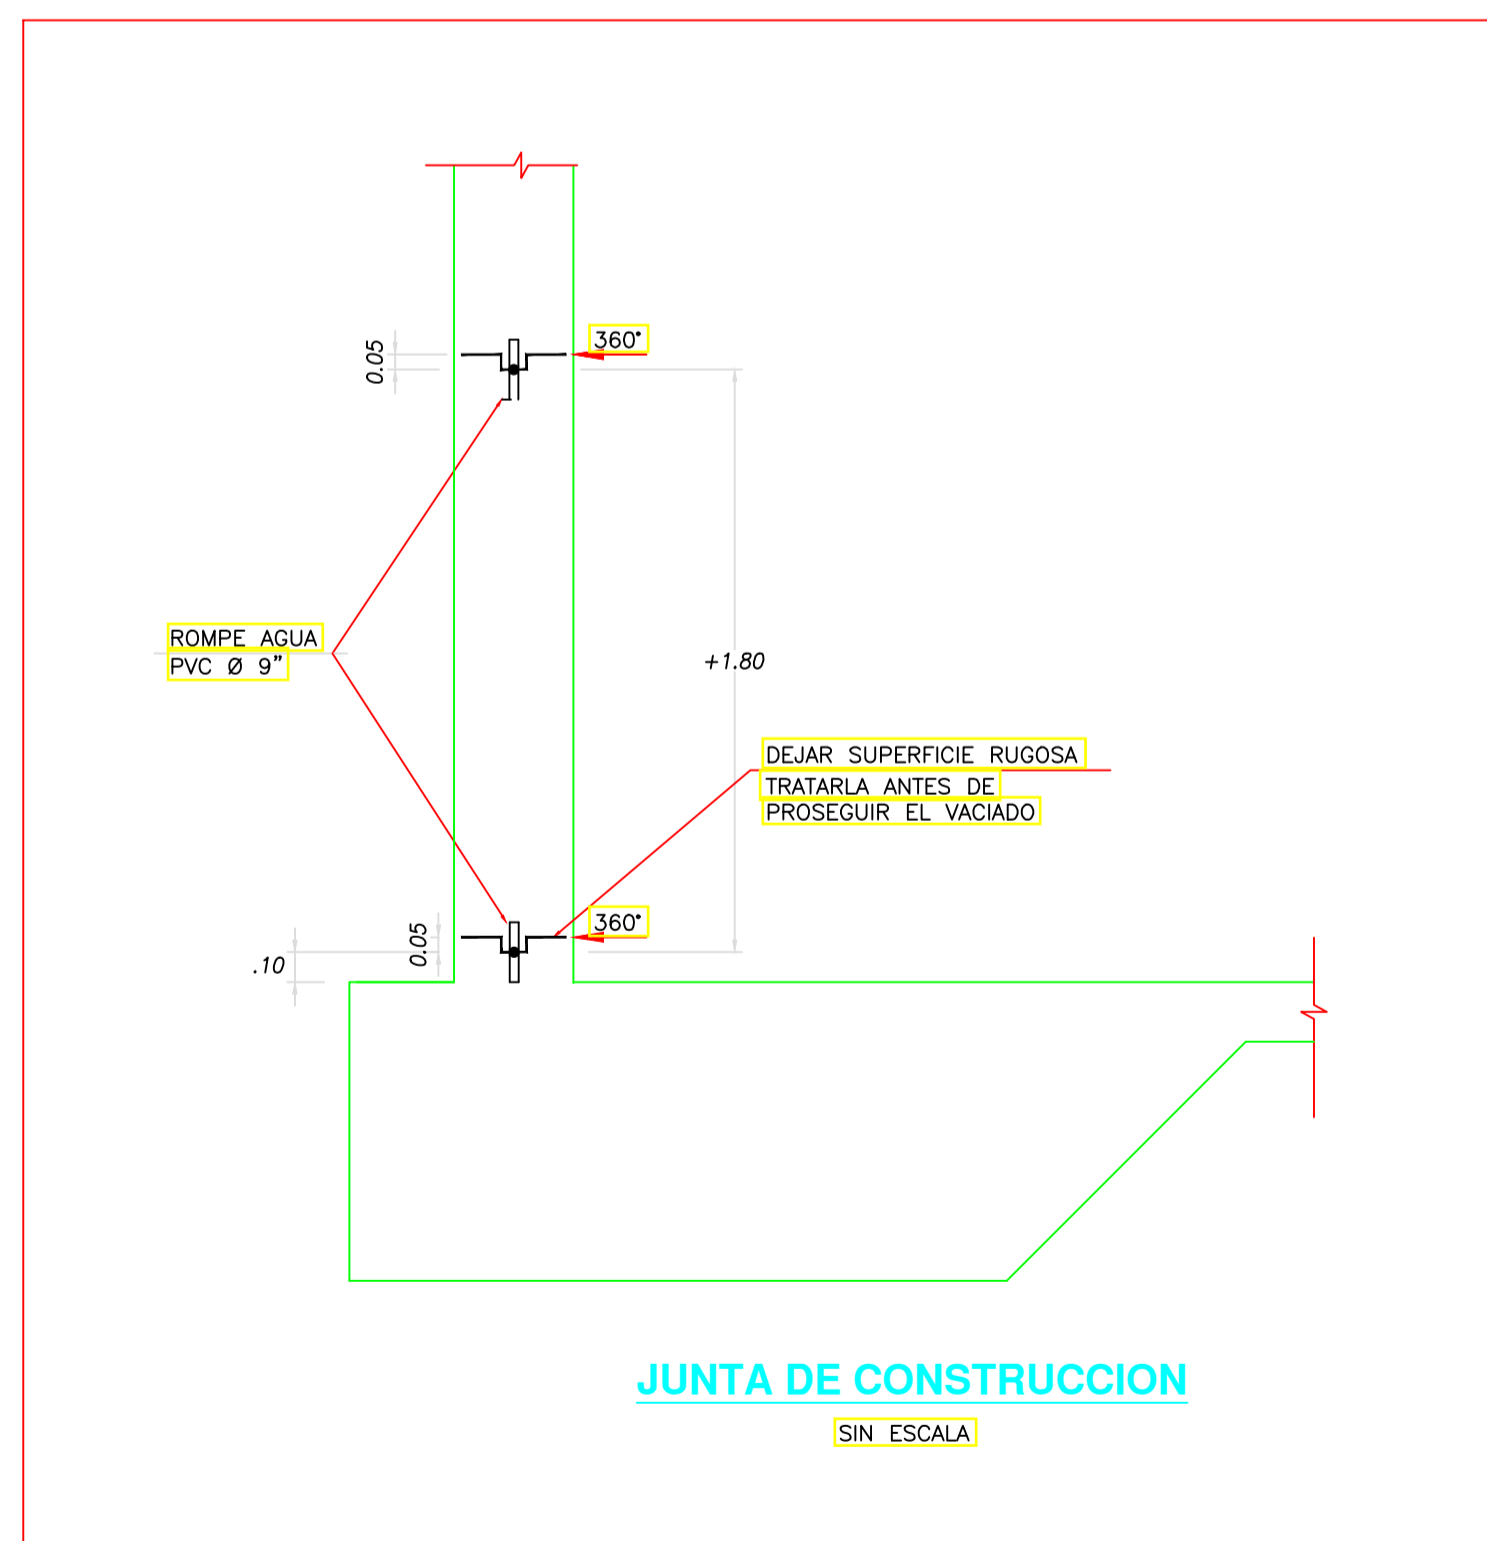 360°
0.05
ROMPE AGUA
PVC Ø 9”
+1.80
DEJAR SUPERFICIE RUGOSA
TRATARLA ANTES DE
PROSEGUIR EL VACIADO
360°
0.05
.10
JUNTA DE CONSTRUCCION
SIN ESCALA